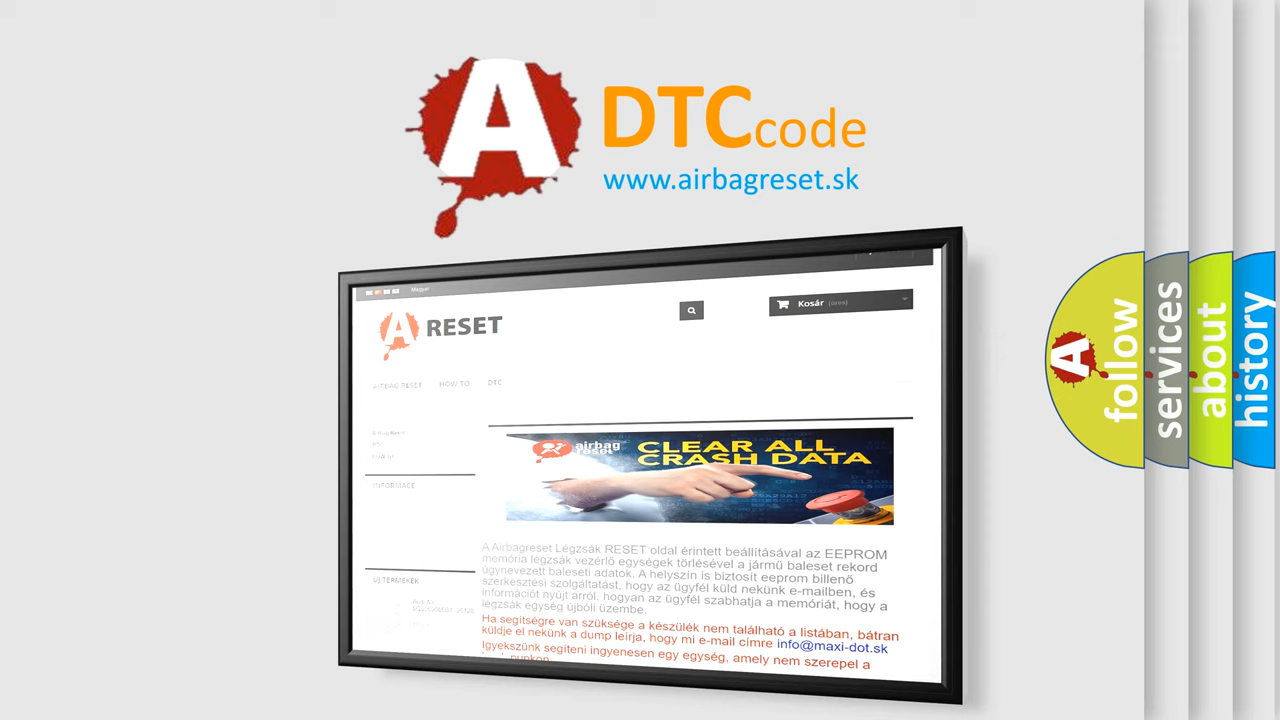 A
DTCcode
www.airbagreset.sk
Magyar
Kosár (üres)
A RESET
AIRBAG RESET HOW TO DTC
airbag
reset
CLEAR ALL
CRASH DATA
INFORMACE
A Airbagreset Légzsák RESET oldal érintett beállításával az EEPROM
memória légzsák vezérlő egységek törlésével a jármű baleset rekord
úgynevezett baleseti adatok. A helyszín is biztosít eeprom billenő
szerkesztési szolgáltatást, hogy az ügyfél küld nekünk e-mailben, és
információt nyújt arról, hogyan az ügyfél szabhatja a memóriát, hogy a
légzsák egység újbóli üzembe.
Ha segítségre van szüksége a készülék nem található a listában, bátran
küldje el nekünk a dump leírja, hogy mi e-mail címre info@maxi-dot.sk
Igyekszünk segíteni ingyenesen egy egység, amely nem szerepel a
ÚJ TERMÉKEK
A
follow
services
about
history